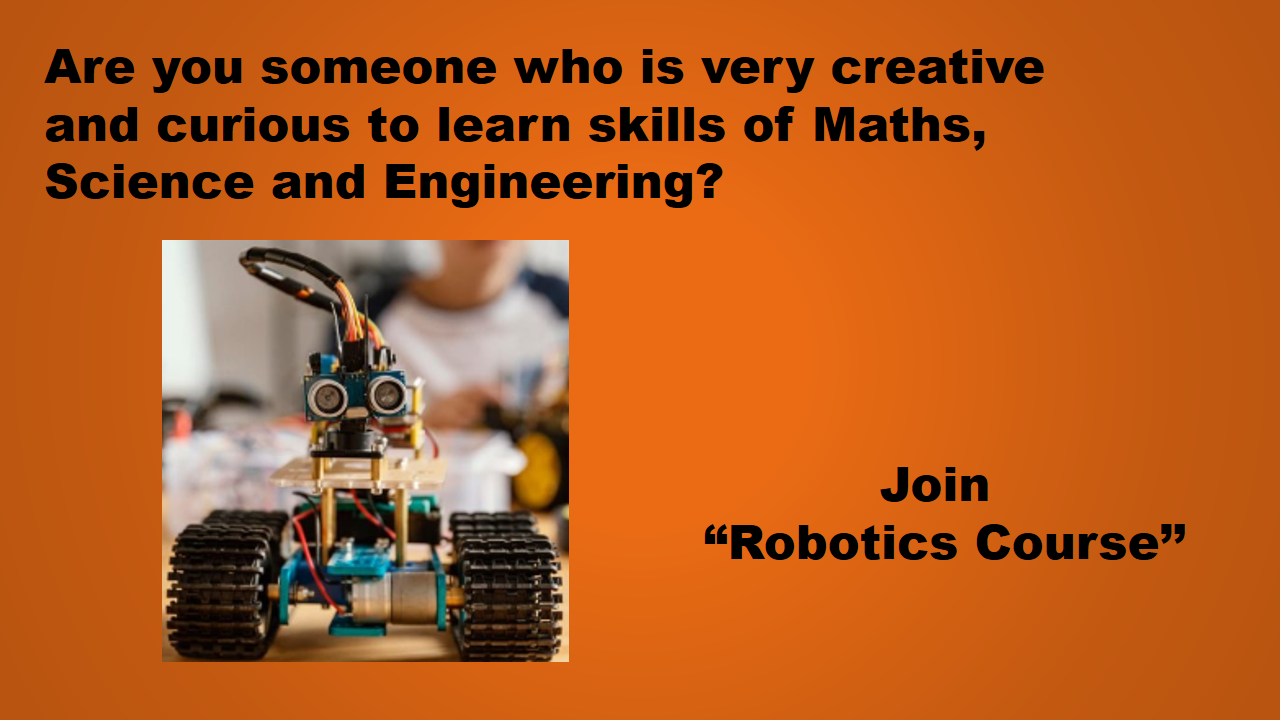 Are you someone who is very creative
and curious to learn skills of Maths,
Science and Engineering?
Join
“Robotics Course”